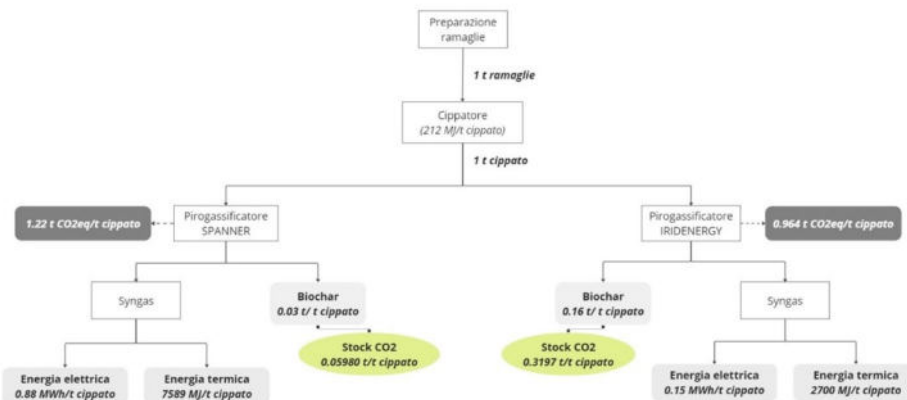 Preparazione
ramaglie
1 t ramaglie
Cippatore
(212 MJ/t cippato)
1 t cippato
1.22 t CO2eq/t cippato
Pirogassificatore
SPANNER
Pirogassificatore
IRIDENERGY
0.964 t CO2eq/t cippato
Syngas
Biochar
0.03 t/ t cippato
Biochar
0.16 t/ t cippato
Syngas
Stock CO2
0.05980 t/t cippato
Stock CO2
0.3197 t/t cippato
Energia elettrica
0.88 MWh/t cippato
Energia termica
7589 MJ/t cippato
Energia elettrica
0.15 MWh/t cippato
Energia termica
2700 MJ/t cippato